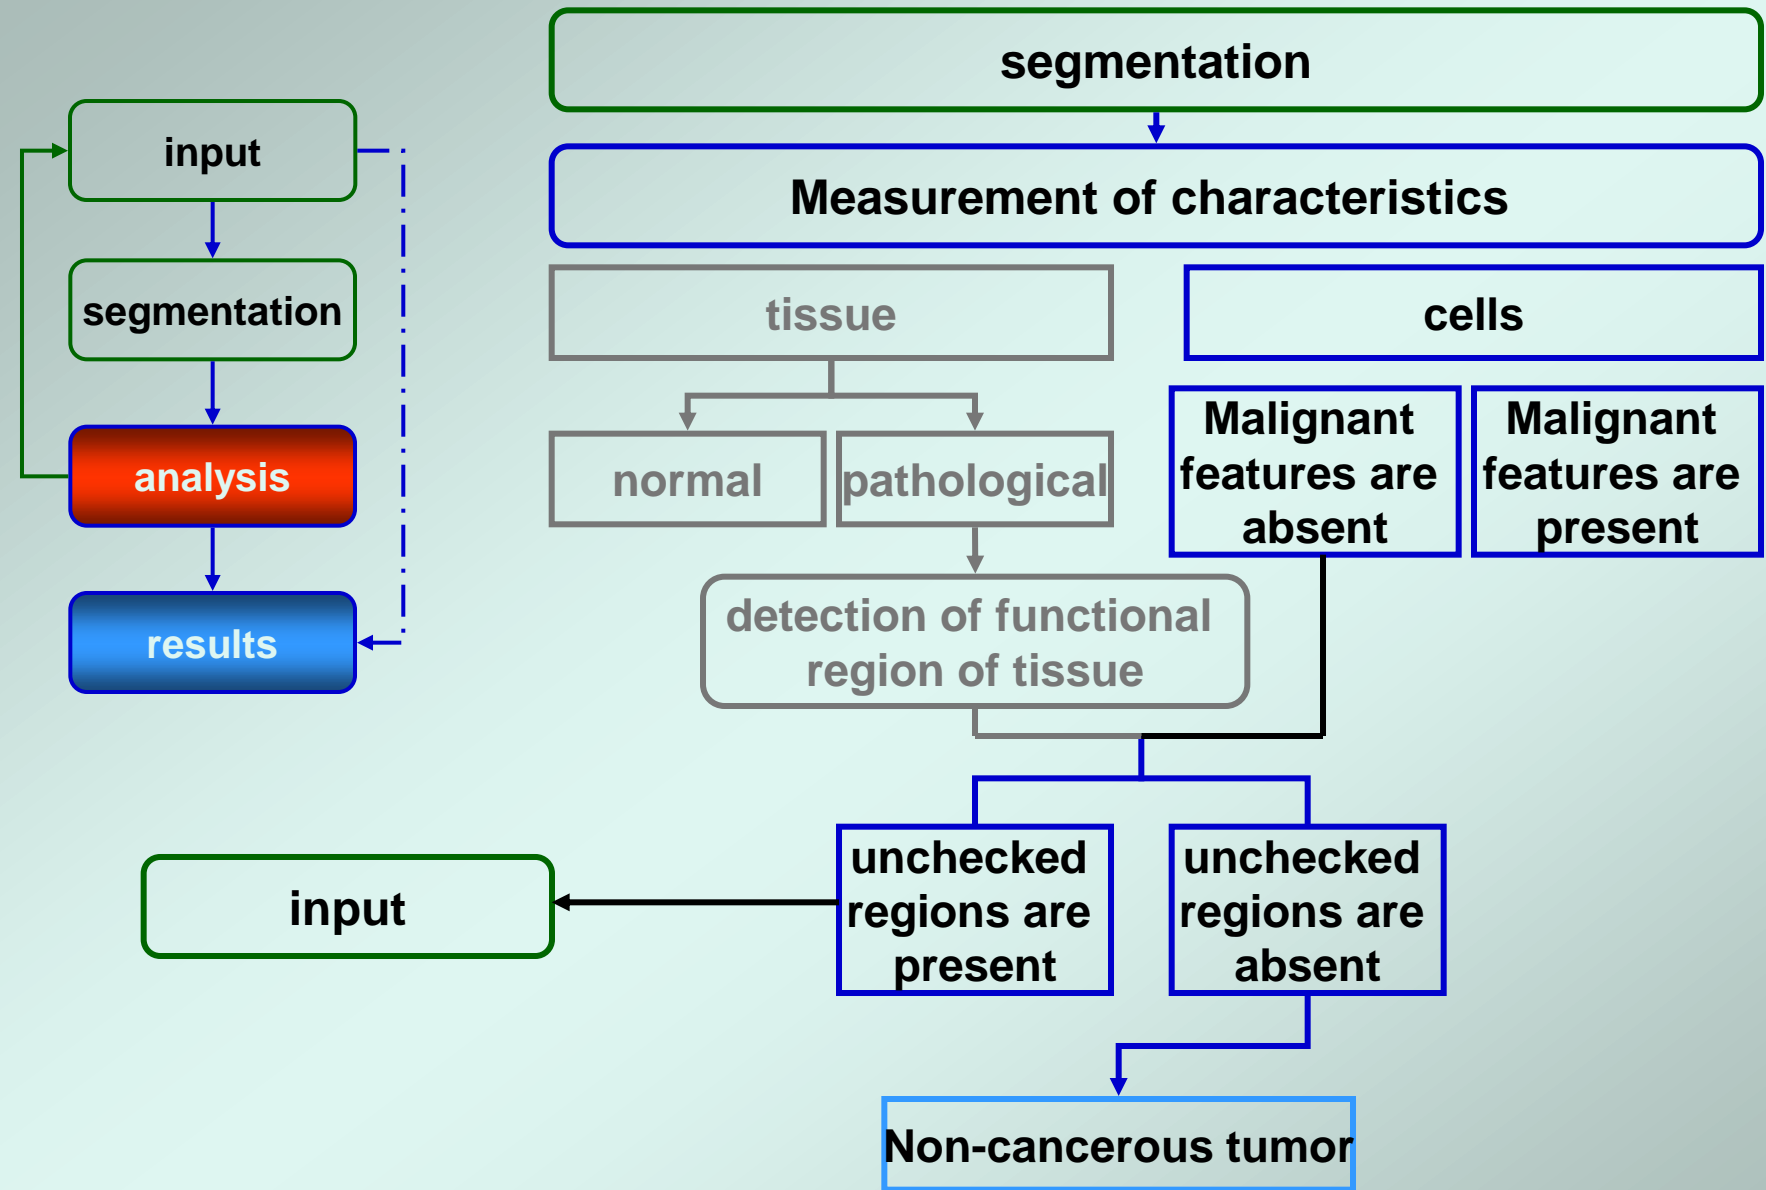 input
segmentation
analysis
results
segmentation
Measurement of characteristics
tissue
cells
normal
pathological
Malignant
features are
absent
Malignant
features are
present
detection of functional
region of tissue
input
unchecked
regions are
present
unchecked
regions are
absent
Non-cancerous tumor